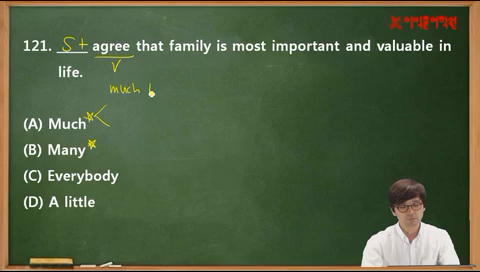 121. S + agree that family is most important and valuable in
V
life.
much
(A) Much
(B) Many
(C) Everybody
(D) A little